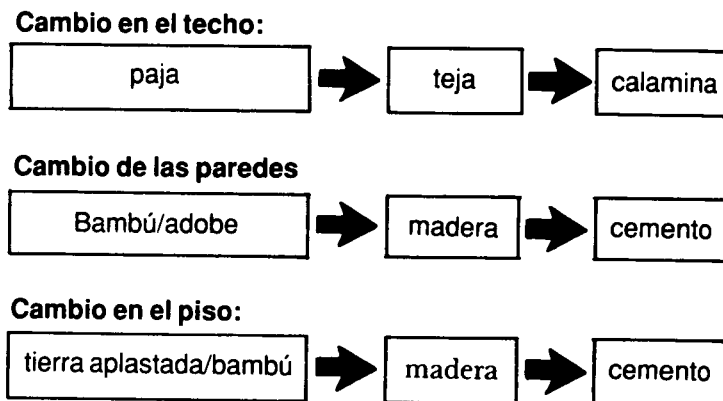 Cambio en el techo:
paja teja calamina
Cambio de las paredes
Bambú/adobe madera cemento
Cambio en el piso:
tierra aplastada/bambú madera cemento